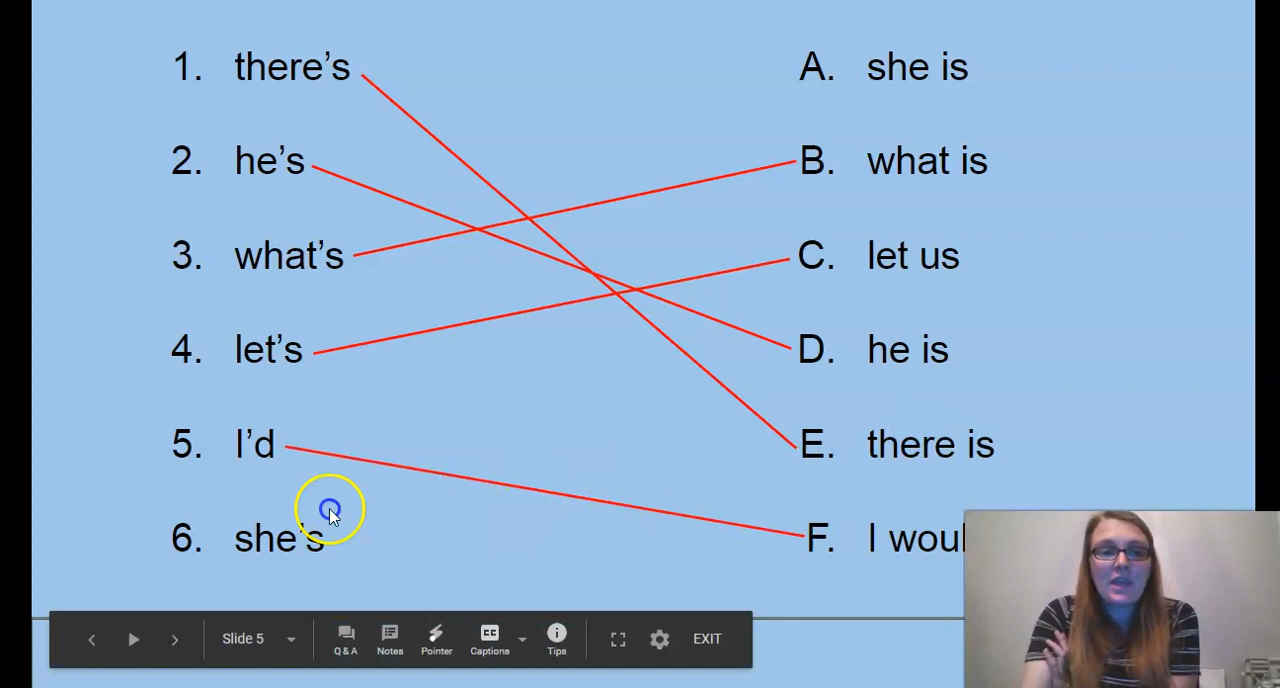 1. there’s
2. he’s
3. what’s
4. let’s
5. I’d
6. she’s
A. she is
B. what is
C. let us
D. he is
E. there is
F. I
Slide 5
Q & A
Notes
Pointer
CC
Captions
Tips
EXIT